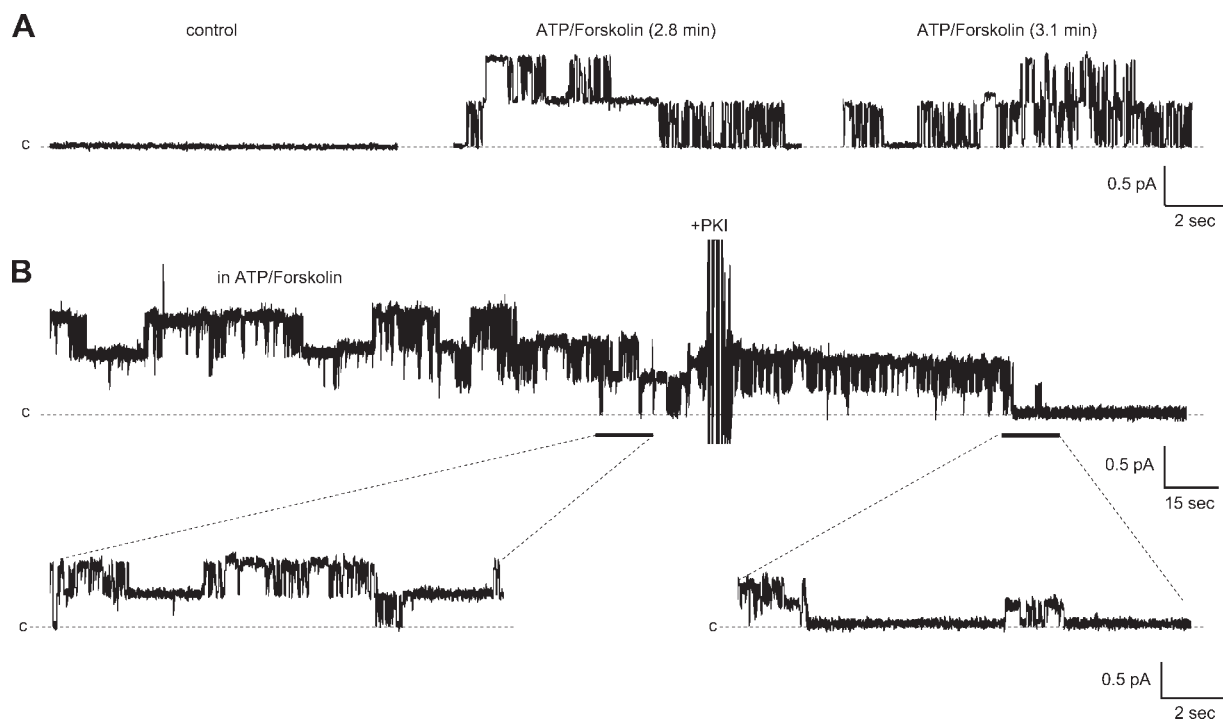 A
control
ATP/Forskolin (2.8 min)
ATP/Forskolin (3.1 min)
c
0.5 pA
2 sec
+PKI
B
in ATP/Forskolin
c
0.5 pA
15 sec
c
c
0.5 pA
2 sec